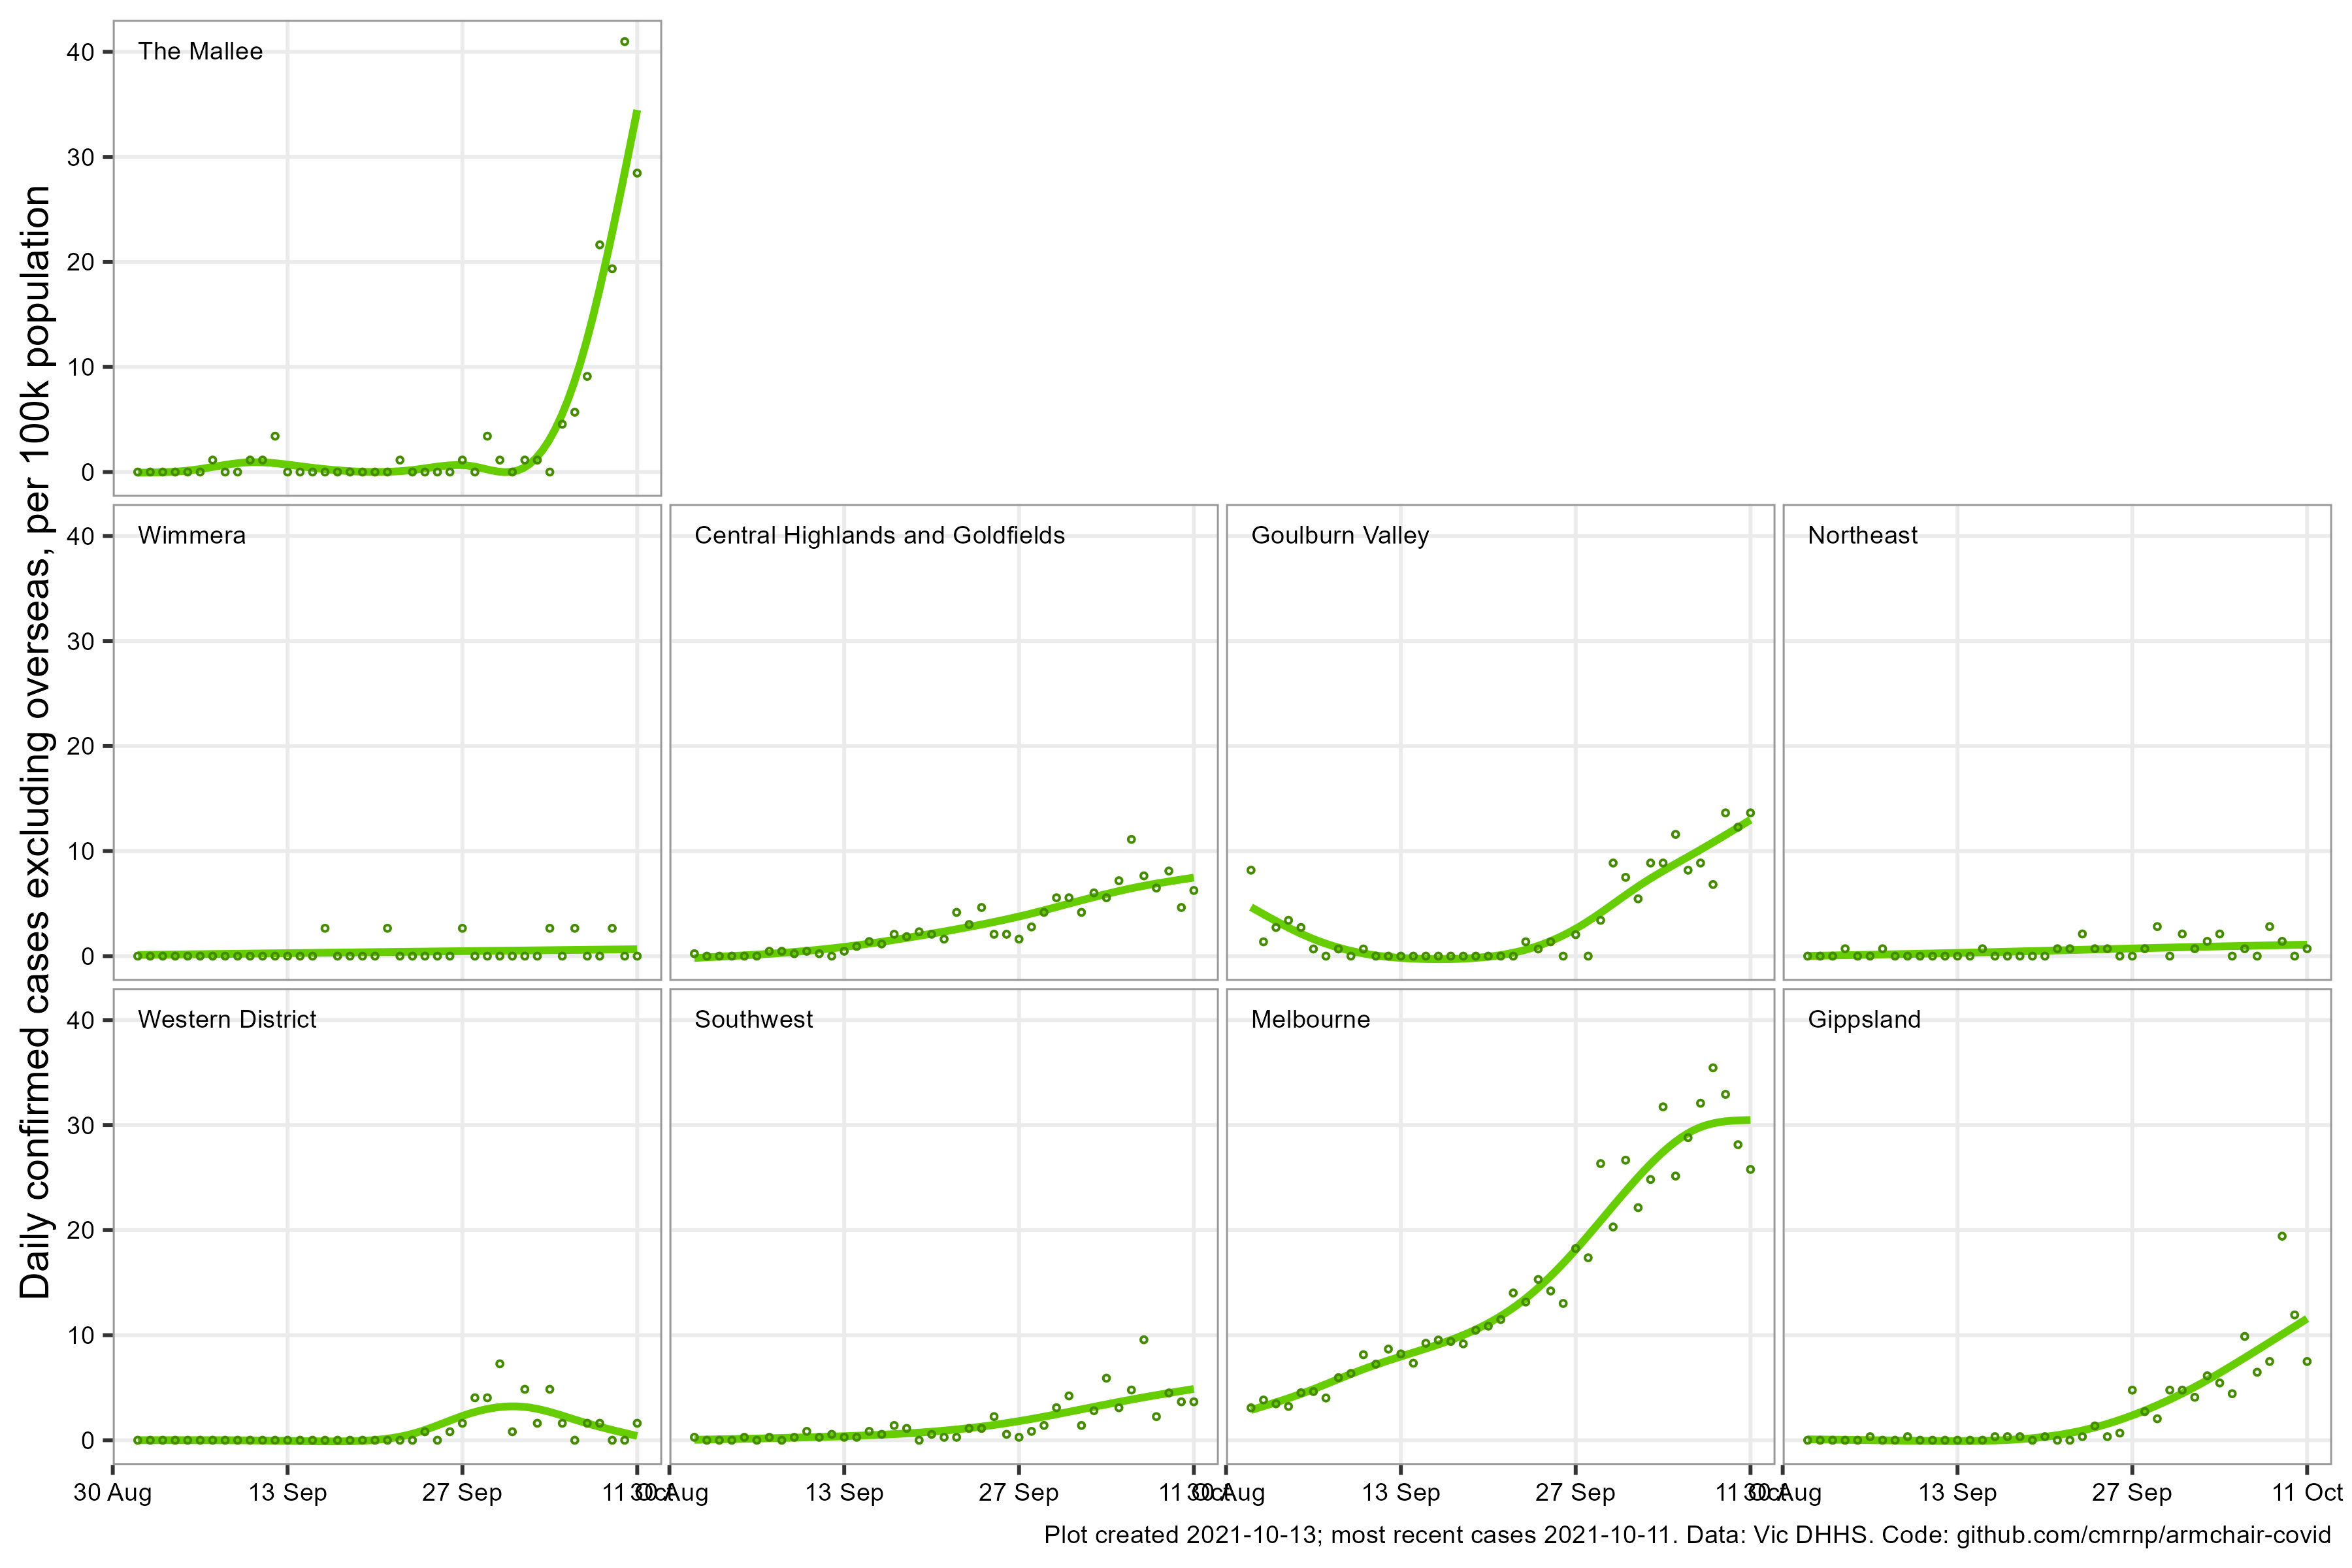 Daily confirmed cases excluding overseas, per 100k population
The Mallee
40
30
20
10
0
Wimmera
Central Highlands and Goldfields
Goulburn Valley
Northeast
40
30
20
10
0
Western District
Southwest
Melbourne
Gippsland
40
30
20
10
0
30 Aug 13 Sep 27 Sep 11 Oct 30 Aug 13 Sep 27 Sep 11 Oct 30 Aug 13 Sep 27 Sep 11 Oct 30 Aug 13 Sep 27 Sep 11 Oct
Plot created 2021-10-13; most recent cases 2021-10-11. Data: Vic DHHS. Code: github.com/cmrnp/armchair-covid